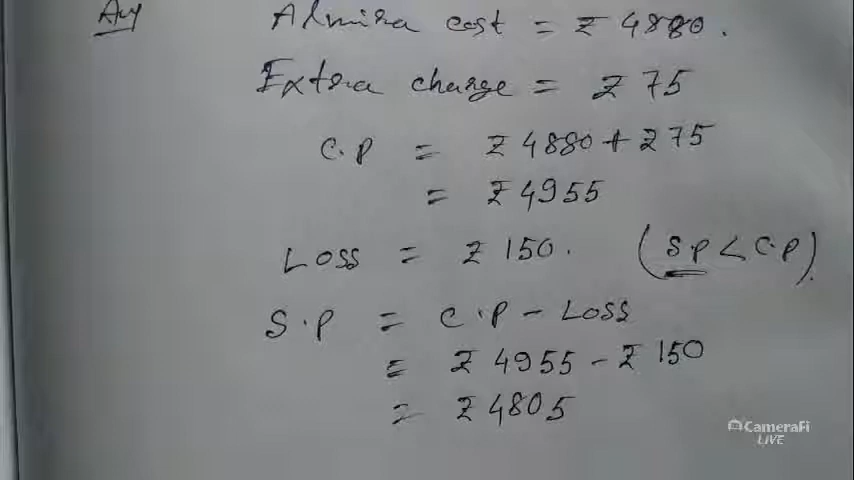 Ans Almira cost = ₹ 4880.
Extra charge = ₹ 75
C.P = ₹ 4880 + ₹ 75
= ₹ 4955
Loss = ₹ 150. (S.P < C.P).
S.P = C.P - Loss
= ₹ 4955 - ₹ 150
= ₹ 4805
CameraFi
LIVE